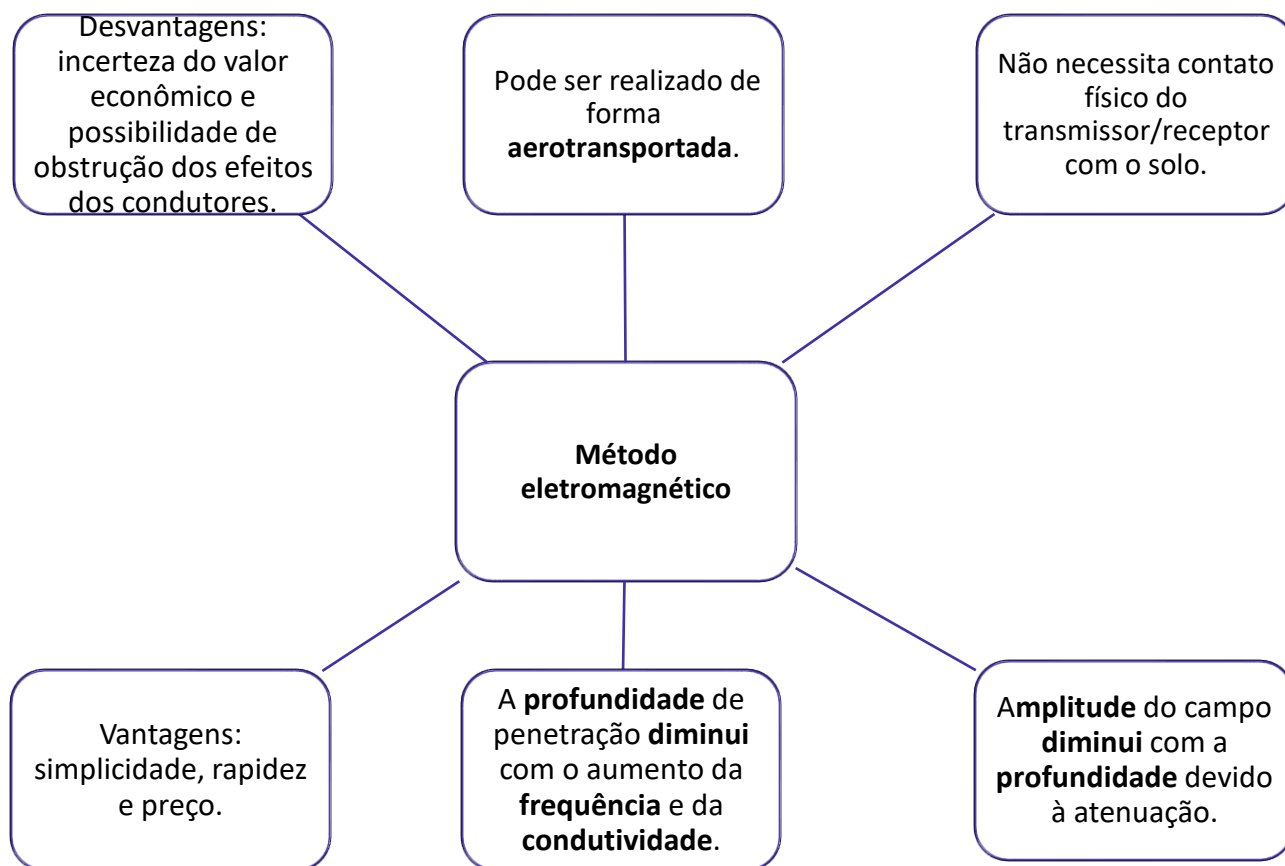 Desvantagens:
incerteza do valor
econômico e
possibilidade de
obstrução dos efeitos
dos condutores.
Pode ser realizado de
forma
aerotransportada.
Não necessita contato
físico do
transmissor/receptor
com o solo.
Método
eletromagnético
Vantagens:
simplicidade, rapidez
e preço.
A profundidade de
penetração diminui
com o aumento da
frequência e da
condutividade.
Amplitude do campo
diminui com a
profundidade devido
à atenuação.